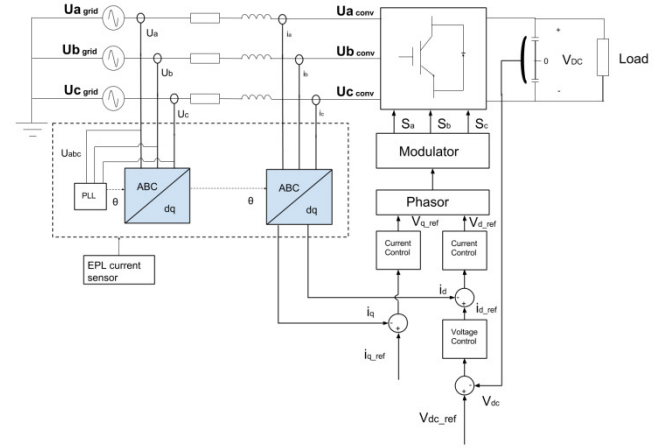 Ua grid
Ua
ia
Ua conv
Ub grid
Ub
ib
Ub conv
Uc grid
Uc
ic
Uc conv
+
0
VDC
-
Load
Sa
Sb
Sc
Modulator
Phasor
Uabc
PLL
θ
ABC
dq
θ
ABC
dq
EPL current
sensor
Vq_ref
Vd_ref
Current
Control
Current
Control
id
-
+
id_ref
iq
-
+
iq_ref
Voltage
Control
-
+
Vdc
Vdc_ref